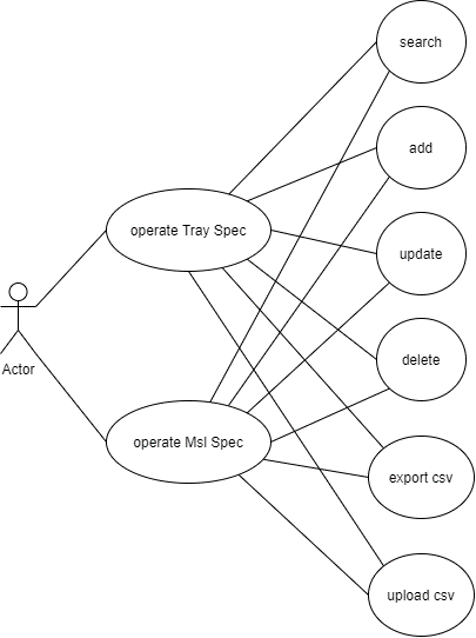 search
add
operate Tray Spec
update
Actor
delete
operate Msl Spec
export csv
upload csv